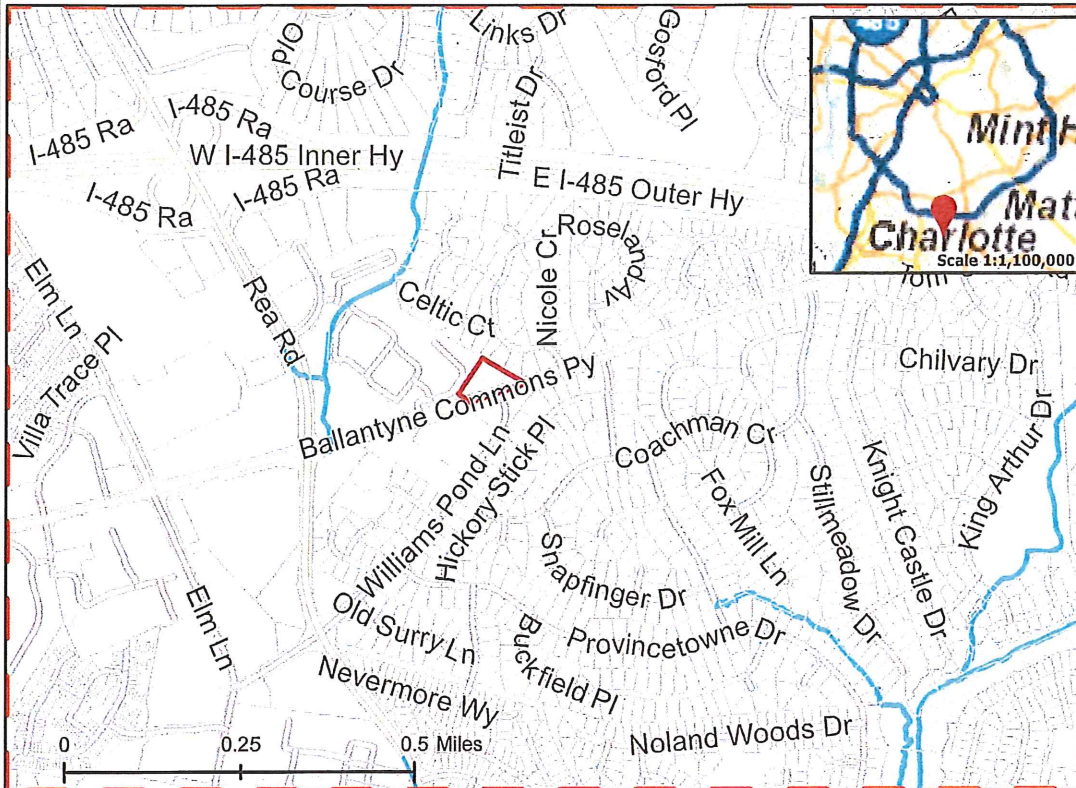 Links Dr
Old
Course Dr
Gosford Pl
Titleist Dr
I-485 Ra
I-485 Ra
W I-485 Inner Hy
I-485 Ra
I-485 Ra
E I-485 Outer Hy
Mint H
Mat
Charlotte
Scale 1:1,100,000
Tom
Roseland Av
Nicole Cr
Celtic Ct
Elm Ln
Rea Rd
Villa Trace Pl
Ballantyne Commons Py
Chilvary Dr
Coachman Cr
King Arthur Dr
Knight Castle Dr
Fox Mill Ln
Stillmeadow Dr
Williams Pond Ln
Hickory Stick Pl
Snapfinger Dr
Old Surry Ln
Buckfield Pl
Provincetowne Dr
Elm Ln
Nevermore Wy
Noland Woods Dr
0 0.25 0.5 Miles